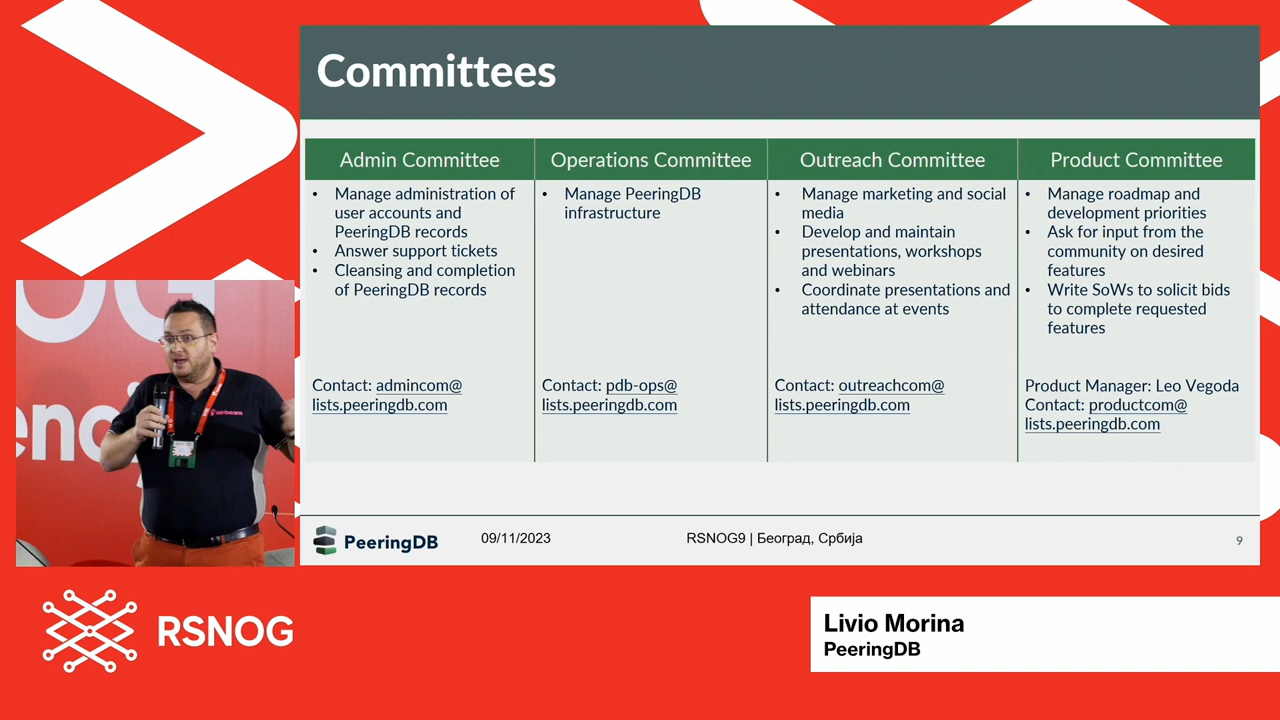 Committees
Admin Committee
• Manage administration of
user accounts and
PeeringDB records
• Answer support tickets
• Cleansing and completion
of PeeringDB records
Contact: admincom@
lists.peeringdb.com
Operations Committee
• Manage PeeringDB
infrastructure
Contact: pdb-ops@
lists.peeringdb.com
Outreach Committee
• Manage marketing and social
media
• Develop and maintain
presentations, workshops
and webinars
• Coordinate presentations and
attendance at events
Contact: outreachcom@
lists.peeringdb.com
Product Committee
• Manage roadmap and
development priorities
• Ask for input from the
community on desired
features
• Write SoWs to solicit bids
to complete requested
features
Product Manager: Leo Vegoda
Contact: productcom@
lists.peeringdb.com
PeeringDB
09/11/2023
RSNOG9 | Београд, Србија
9
airbeam
RSNOG
Livio Morina
PeeringDB